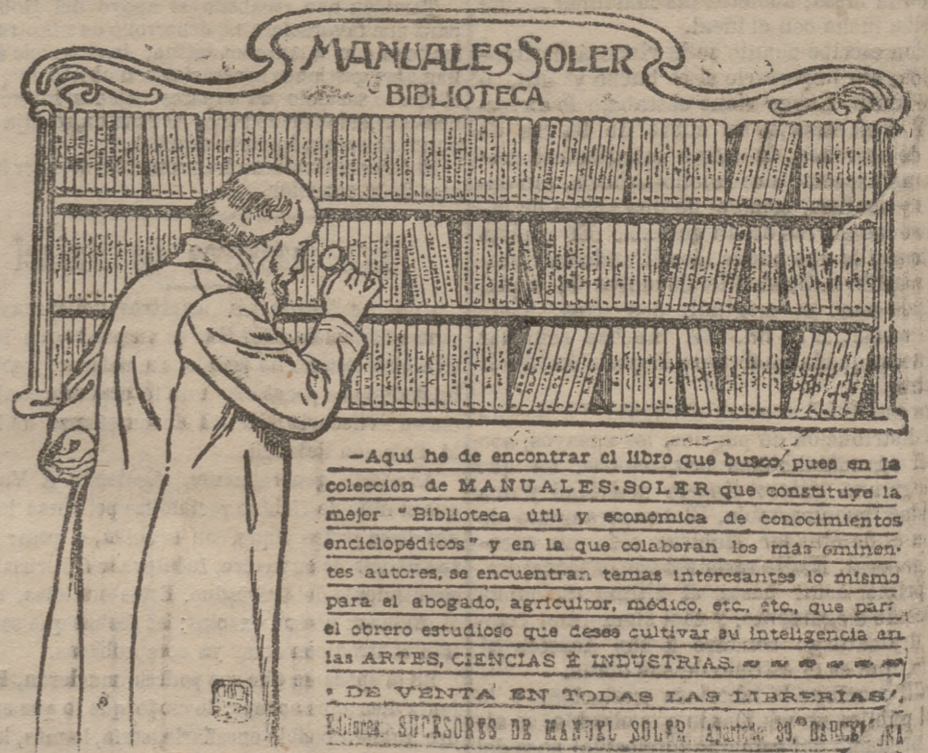 MANUALES SOLER
BIBLIOTECA
—Aquí he de encontrar el libro que busco, pues en la
colección de MANUALES-SOLER que constituye la
mejor "Biblioteca útil y económica de conocimientos
enciclopédicos" y en la que colaboran los más eminen-
tes autores, se encuentran temas interesantes lo mismo
para el abogado, agricultor, médico, etc., etc., que para
el obrero estudioso que desee cultivar su inteligencia en
las ARTES, CIENCIAS É INDUSTRIAS.
DE VENTA EN TODAS LAS LIBRERÍAS
SUCESORES DE MANUEL SOLER, Apartado 89, BARCELONA